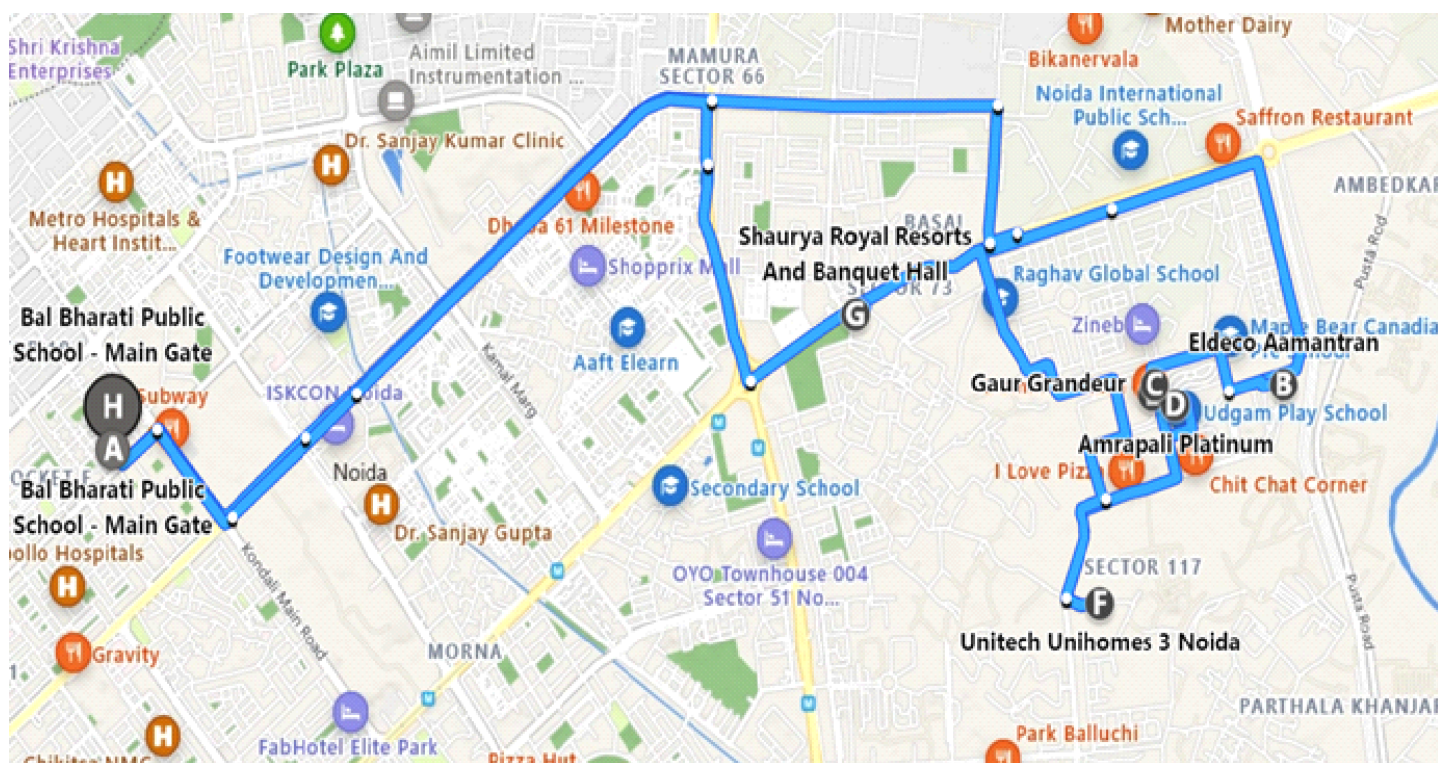 Shri Krishna
Enterprises
Park Plaza
Aimil Limited
Instrumentation ...
MAMURA
SECTOR 66
Mother Dairy
Bikanervala
Noida International
Public Sch...
Saffron Restaurant
Dr. Sanjay Kumar Clinic
H
H
Metro Hospitals &
Heart Instit...
AMBEDKAR
Dh 61 Milestone
BASAI
Shaurya Royal Resorts
And Banquet Hall
SECTOR 73
Footwear Design And
Developmen...
Shopprix Mall
Raghav Global School
Pusta Road
G
Bal Bharati Public
School - Main Gate
Zineb
Maple Bear Canadia
Eldeco Aamantran
Aaft Elearn
Kamal Marg
Gaur Grandeur
C
D
B
H
Subway
ISKCON Noida
Udgam Play School
A
Amrapali Platinum
POCKET F
Noida
I Love Pizza
Chit Chat Corner
Bal Bharati Public
School - Main Gate
Secondary School
H
Dr. Sanjay Gupta
pollo Hospitals
H
Kondali Main Road
OYO Townhouse 004
Sector 51 No...
SECTOR 117
F
Pusta Road
Unitech Unihomes 3 Noida
Gravity
MORNA
PARTHALA KHANJAR
H
FabHotel Elite Park
Park Balluchi
Chikitsa NMC
Pizza Hut